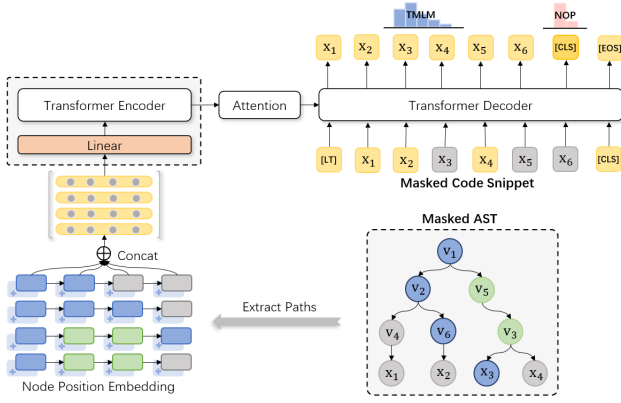 TMLM
NOP
x1 x2 x3 x4 x5 x6 [CLS] [EOS]
Transformer Encoder
Attention
Transformer Decoder
Linear
[LT] x1 x2 x3 x4 x5 x6 [CLS]
Masked Code Snippet
Masked AST
Concat
v1
v2 v5
Extract Paths
v4 v6 v3
x1 x2 x3 x4
Node Position Embedding